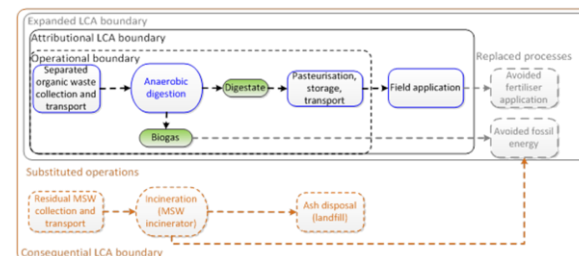 Expanded LCA boundary
Attributional LCA boundary
Operational boundary
Replaced processes
Separated
organic waste
collection and
transport
Anaerobic
digestion
Digestate
Pasteurisation,
storage,
transport
Field application
Avoided
fertiliser
application
Biogas
Avoided fossil
energy
Substituted operations
Residual MSW
collection and
transport
Incineration
(MSW
incinerator)
Ash disposal
(landfill)
Consequential LCA boundary